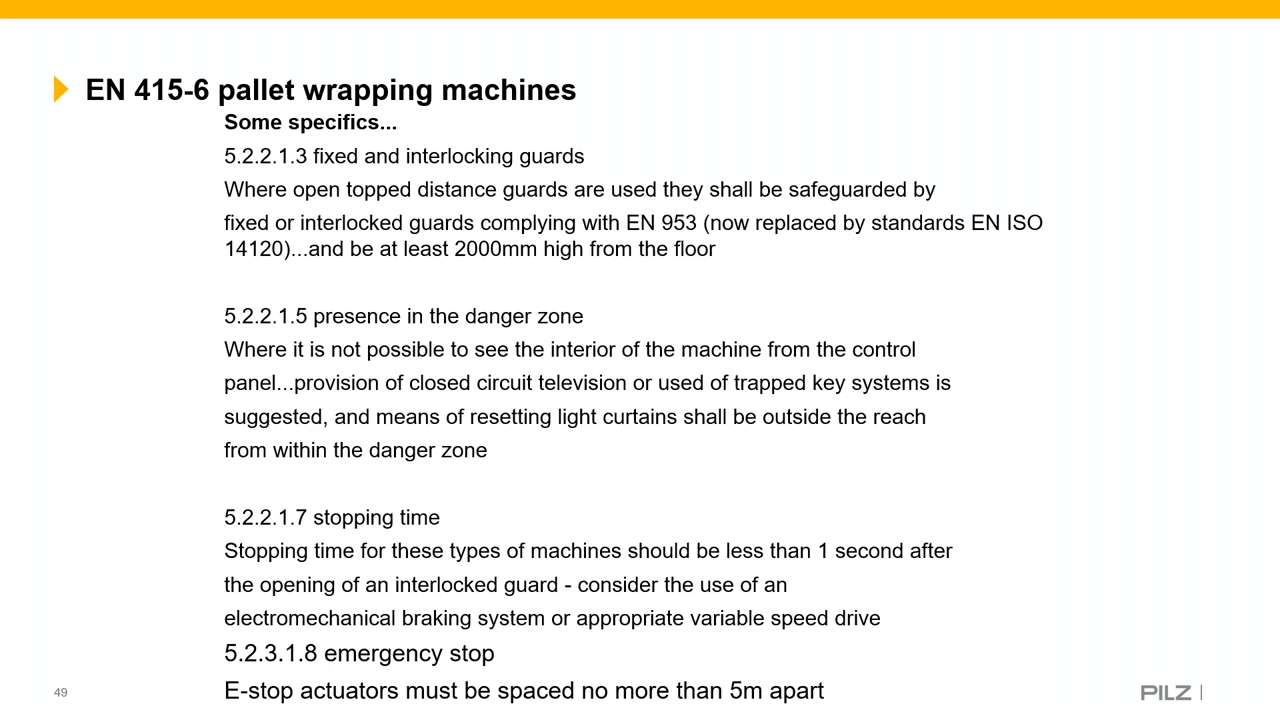 EN 415-6 pallet wrapping machines
Some specifics...
5.2.2.1.3 fixed and interlocking guards
Where open topped distance guards are used they shall be safeguarded by
fixed or interlocked guards complying with EN 953 (now replaced by standards EN ISO
14120)...and be at least 2000mm high from the floor
5.2.2.1.5 presence in the danger zone
Where it is not possible to see the interior of the machine from the control
panel...provision of closed circuit television or used of trapped key systems is
suggested, and means of resetting light curtains shall be outside the reach
from within the danger zone
5.2.2.1.7 stopping time
Stopping time for these types of machines should be less than 1 second after
the opening of an interlocked guard - consider the use of an
electromechanical braking system or appropriate variable speed drive
5.2.3.1.8 emergency stop
E-stop actuators must be spaced no more than 5m apart
49
PILZ